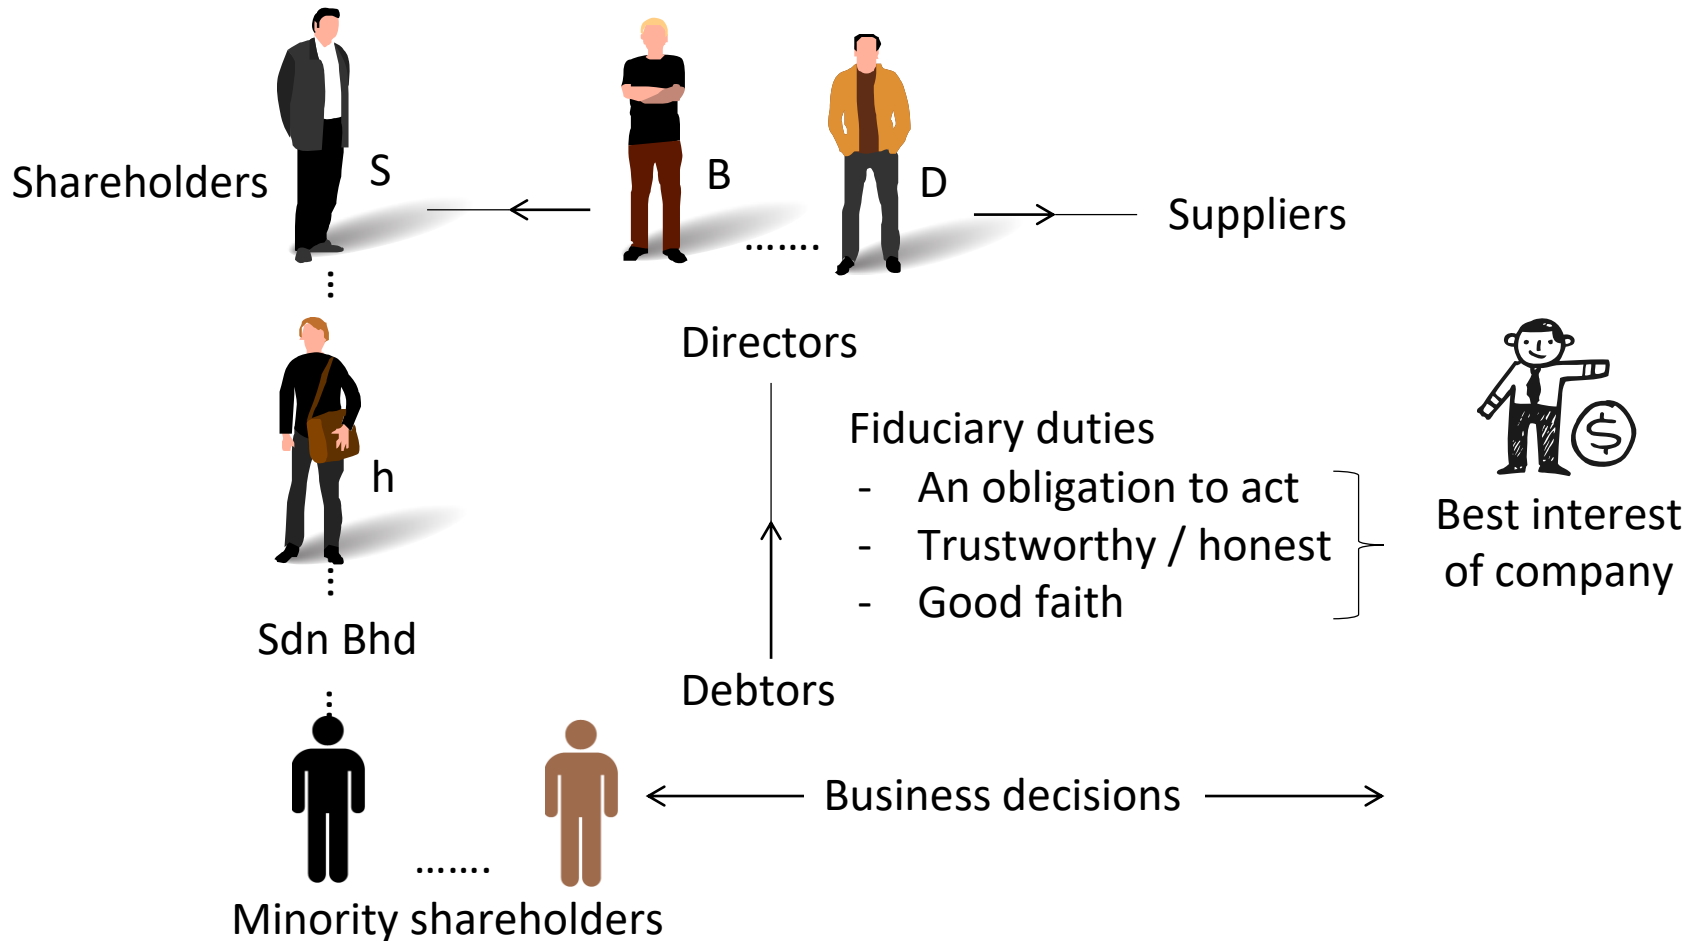 S
B
D
Shareholders
.......
Suppliers
Directors
Fiduciary duties
- An obligation to act
- Trustworthy / honest
- Good faith
h
$
Best interest
of company
Sdn Bhd
Debtors
Business decisions
.......
Minority shareholders